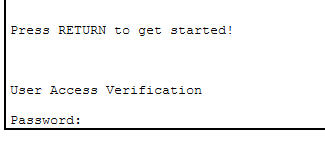 Press RETURN to get started!
User Access Verification
Password: